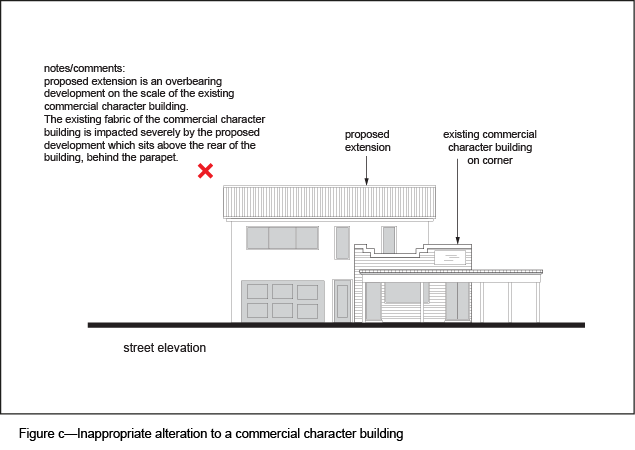 notes/comments:
proposed extension is an overbearing
development on the scale of the existing
commercial character building.
The existing fabric of the commercial character
building is impacted severely by the proposed
development which sits above the rear of the
building, behind the parapet.
proposed
extension
existing commercial
character building
on corner
street elevation
Figure c—Inappropriate alteration to a commercial character building